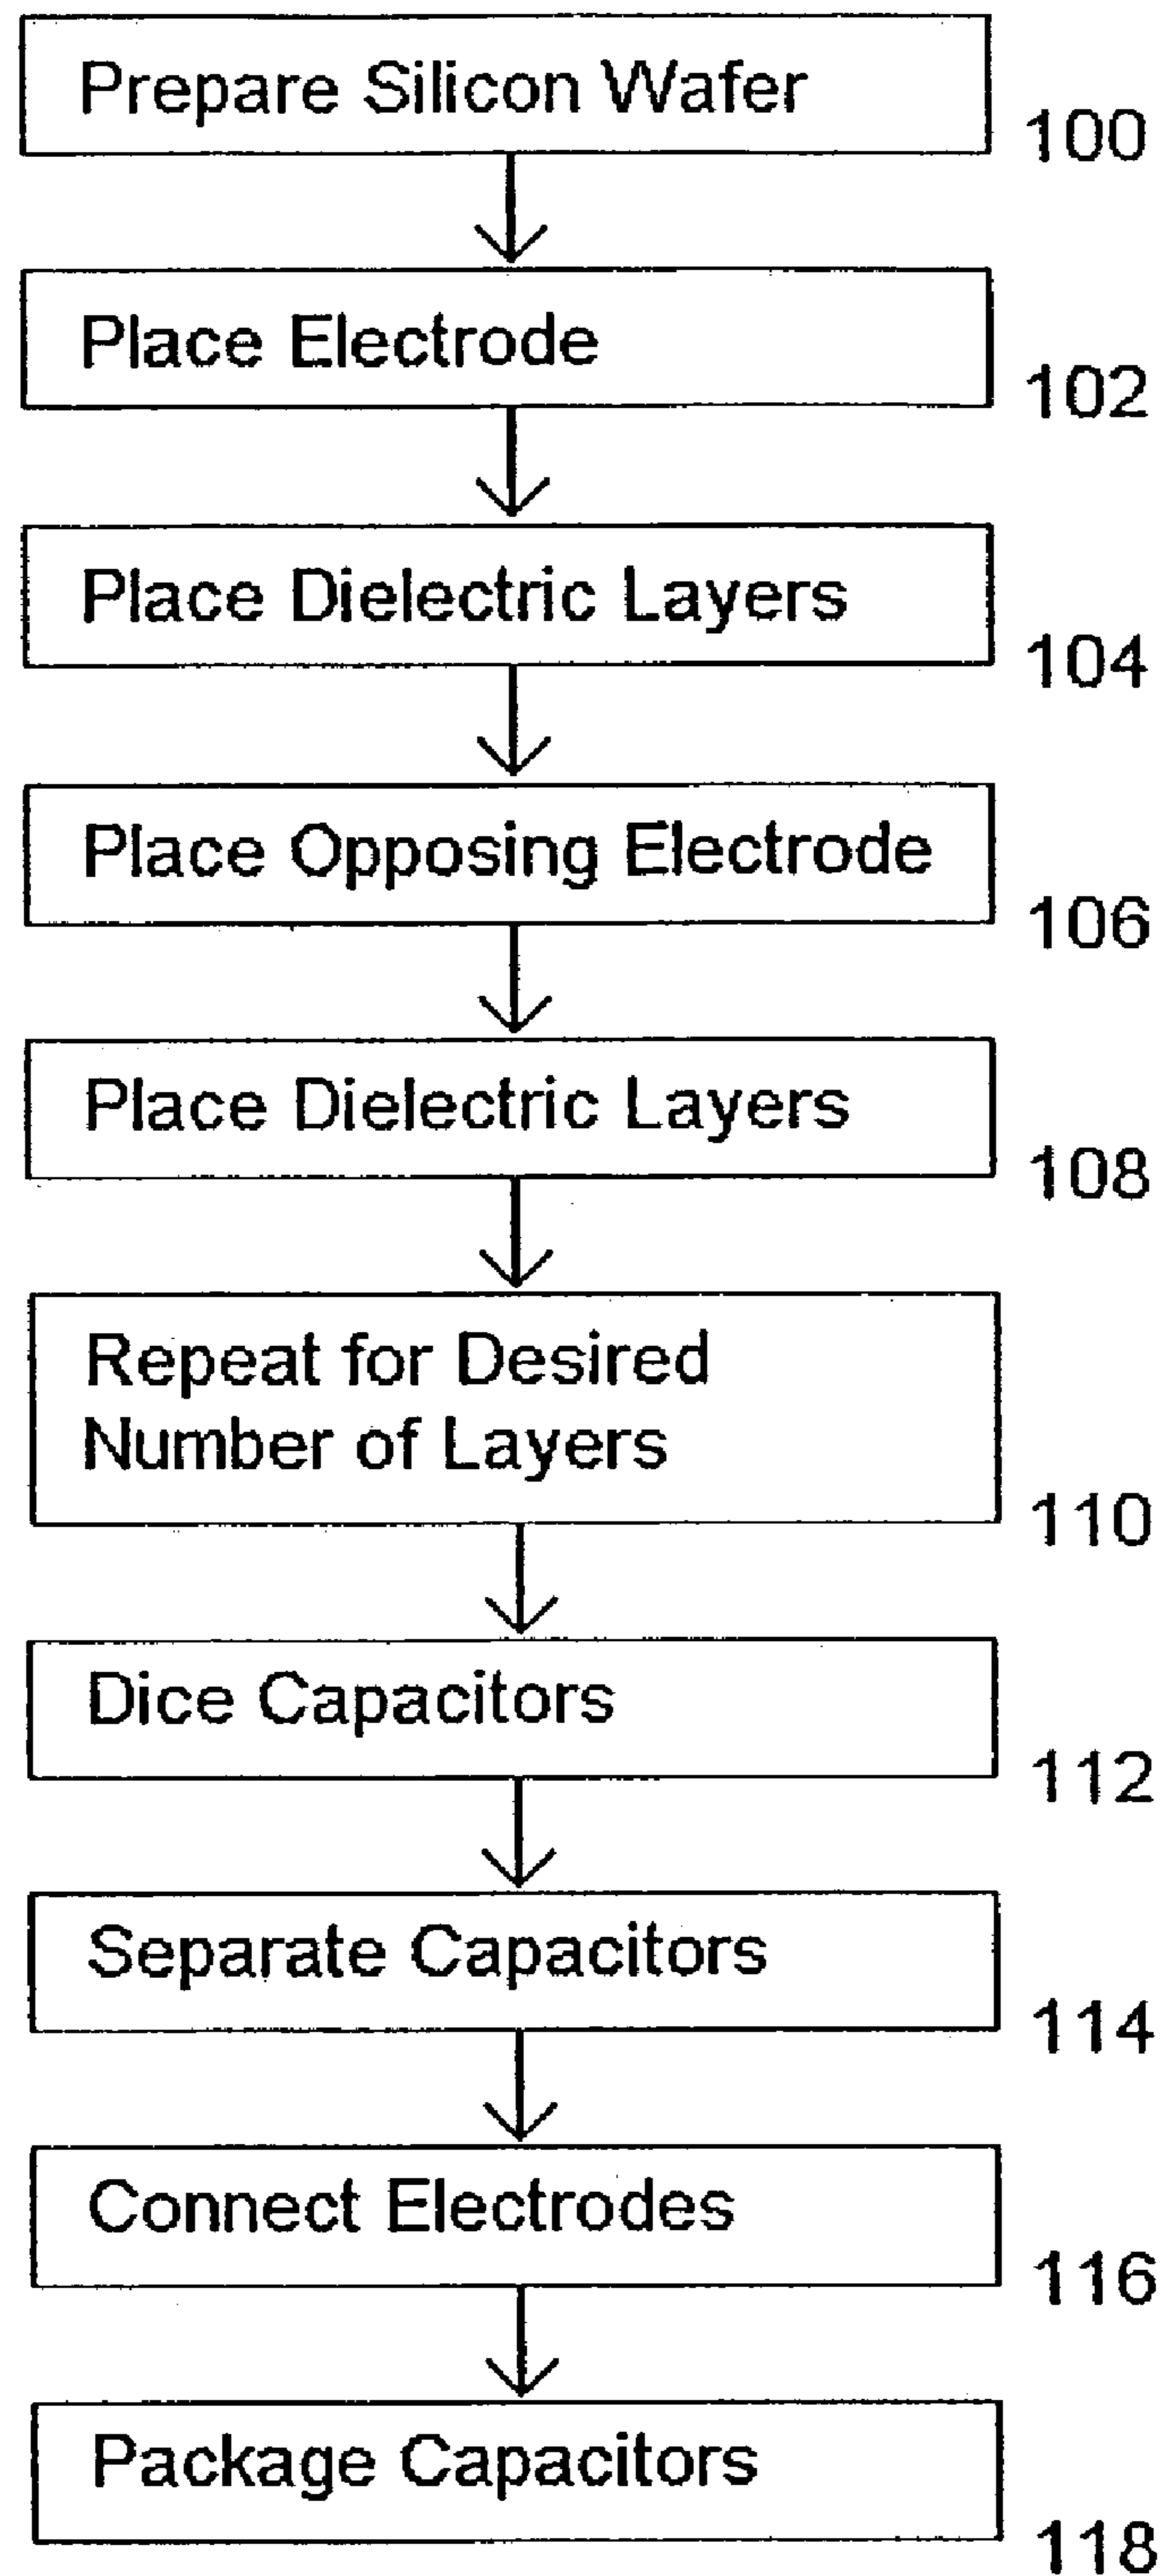 Prepare Silicon Wafer
100
Place Electrode
102
Place Dielectric Layers
104
Place Opposing Electrode
106
Place Dielectric Layers
108
Repeat for Desired
Number of Layers
110
Dice Capacitors
112
Separate Capacitors
114
Connect Electrodes
116
Package Capacitors
118